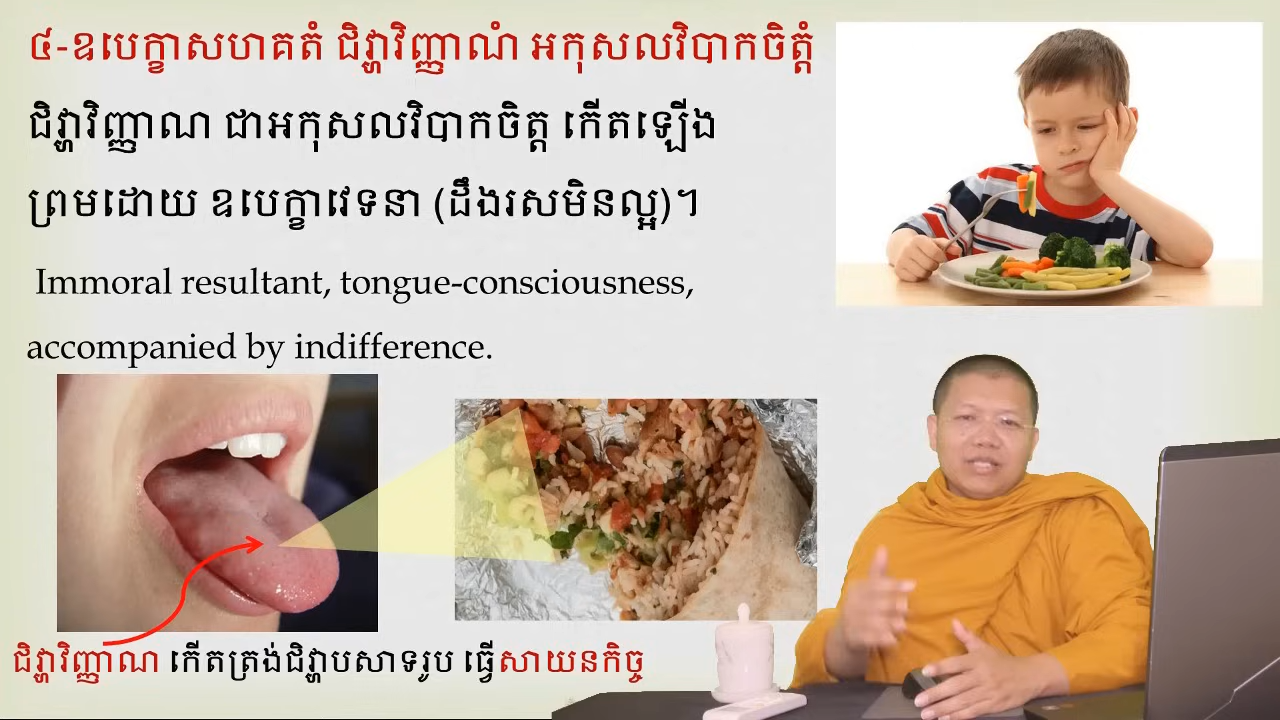 ៤-ឧបេក្ខាសហគតំ ជិវ្ហាវិញ្ញាណំ អកុសលវិបាកចិត្តំ
ជិវ្ហាវិញ្ញាណ ជាអកុសលវិបាកចិត្ត កើតឡើង
ព្រមដោយ ឧបេក្ខាវេទនា (ដឹងរសមិនល្អ)។
Immoral resultant, tongue-consciousness,
accompanied by indifference.
ជិវ្ហាវិញ្ញាណ កើតត្រង់ជិវ្ហាបសាទរូប ធ្វើសាយនកិច្ច